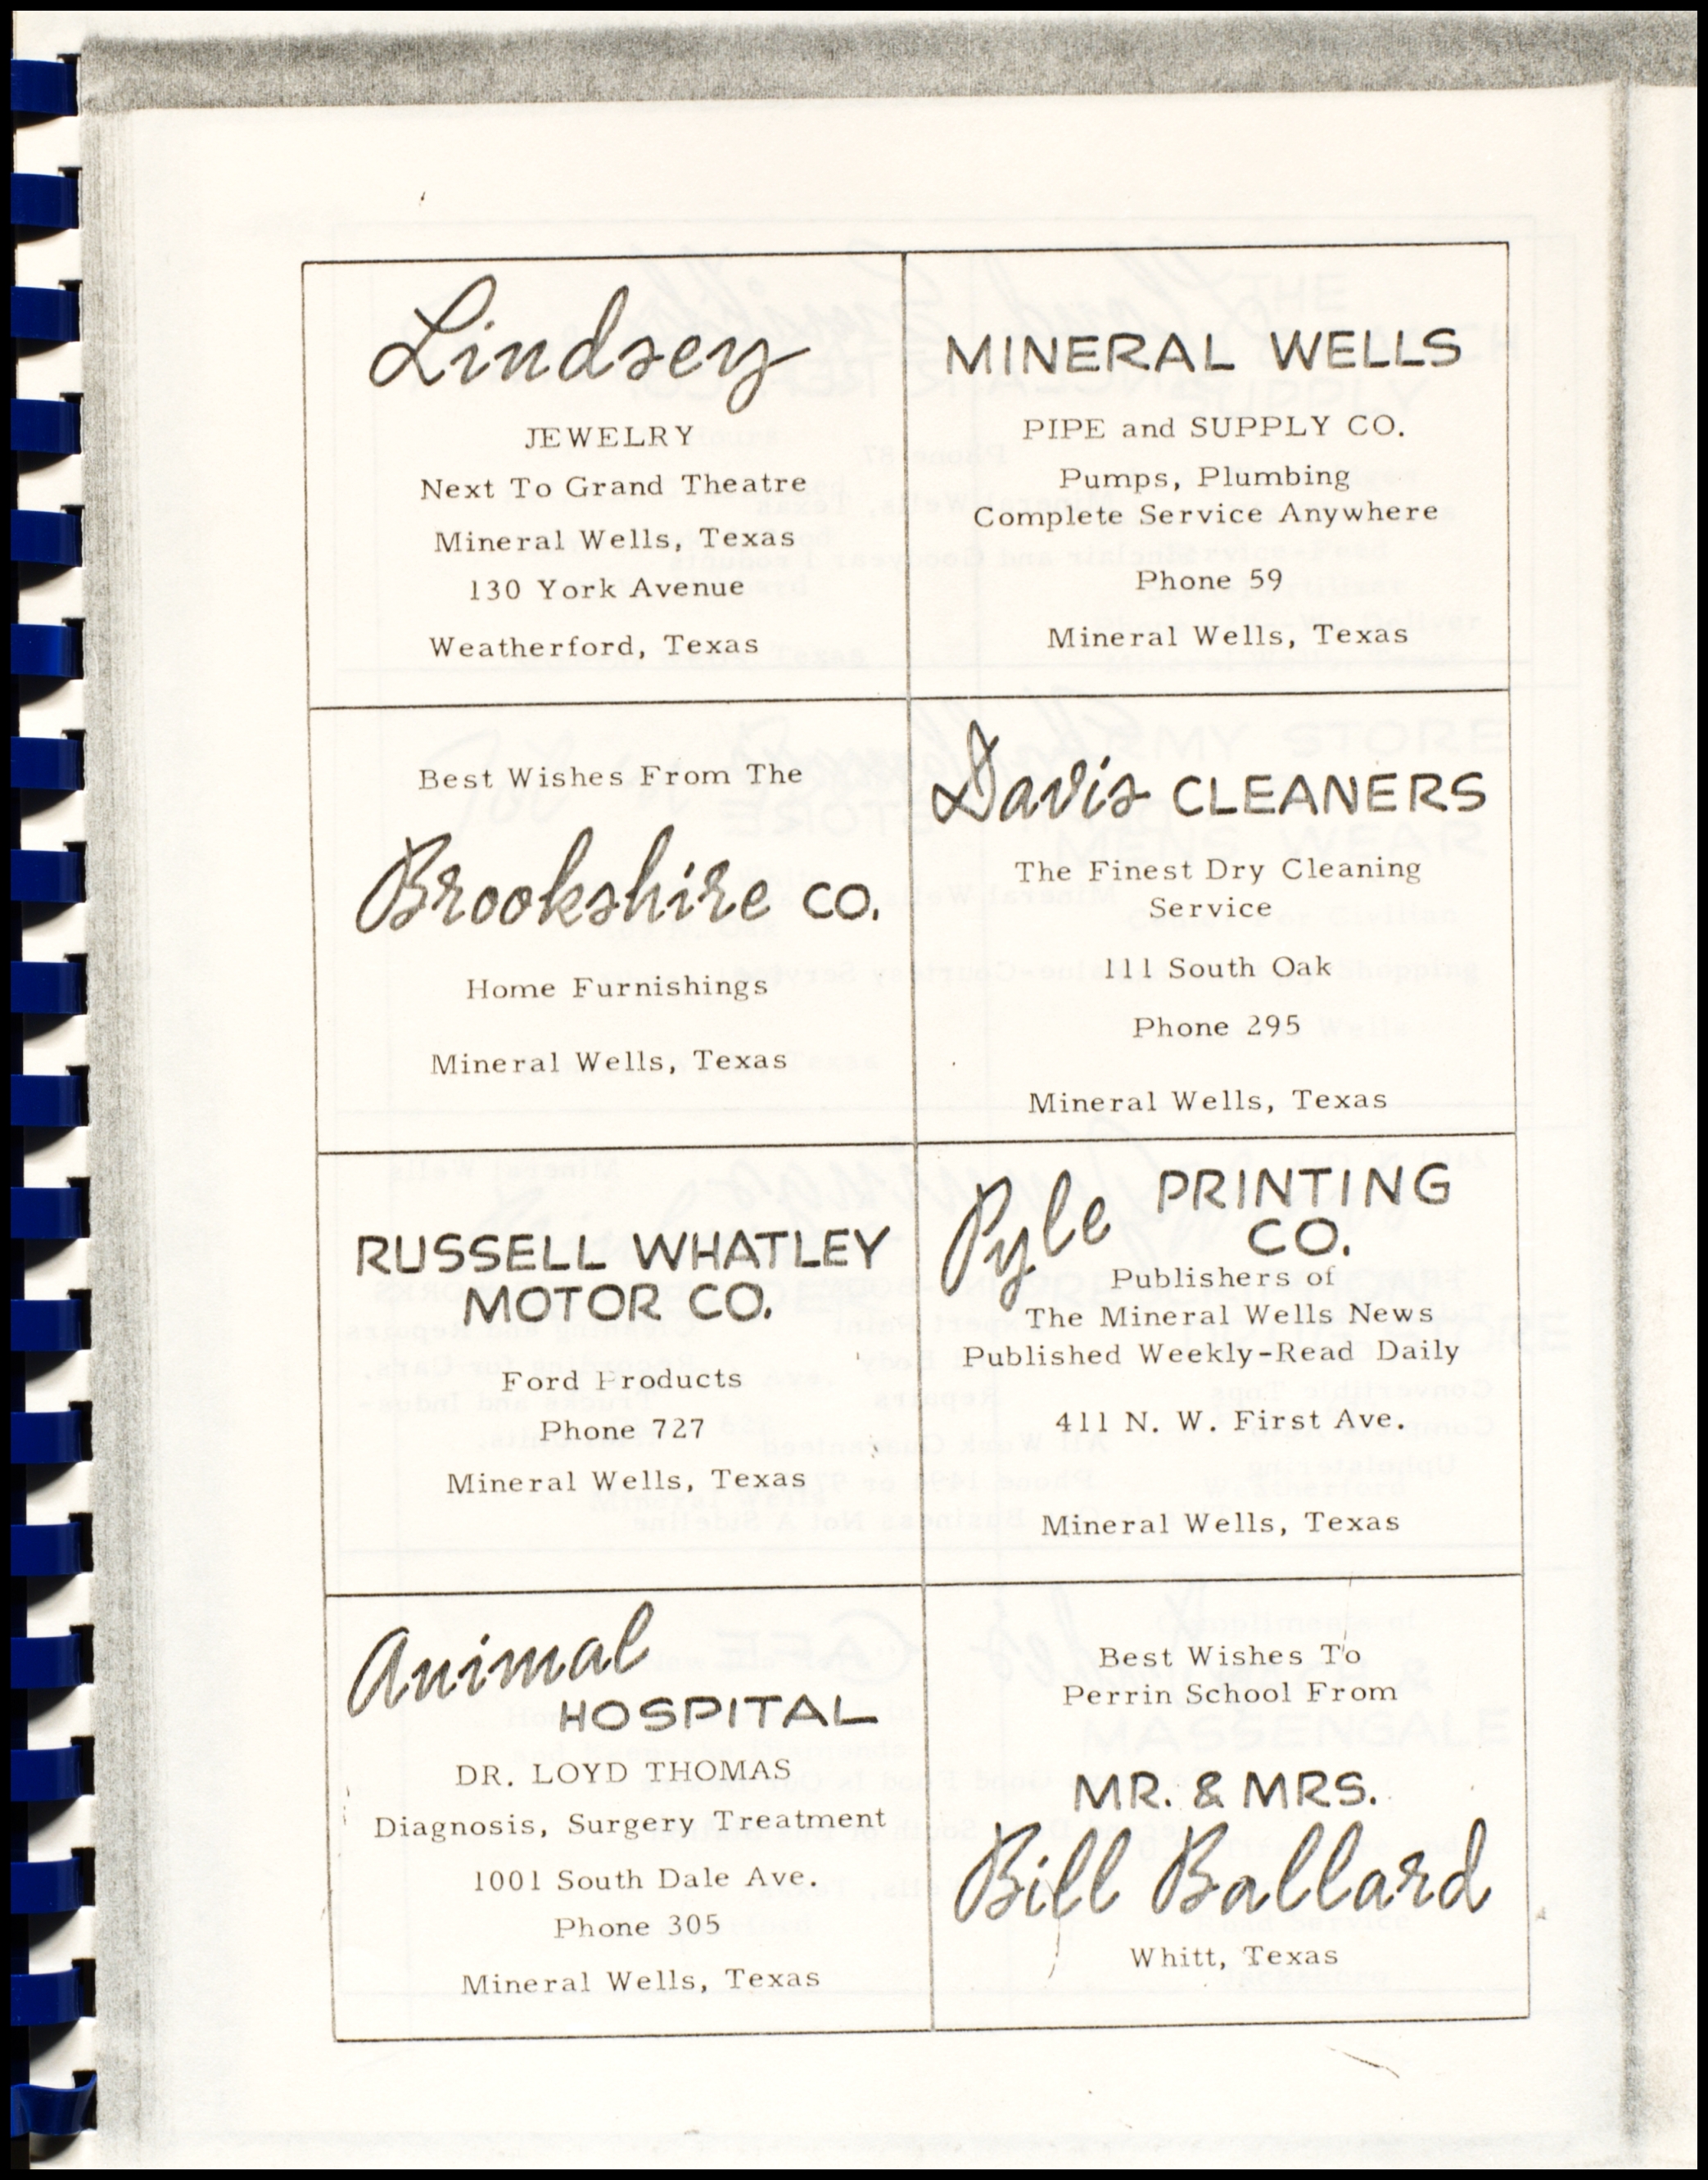 Lindsey
JEWELRY
Next To Grand Theatre
Mineral Wells, Texas
130 York Avenue
Weatherford, Texas
MINERAL WELLS
PIPE and SUPPLY CO.
Pumps, Plumbing
Complete Service Anywhere
Phone 59
Mineral Wells, Texas
Best Wishes From The
Brookshire CO.
Home Furnishings
Mineral Wells, Texas
Davis CLEANERS
The Finest Dry Cleaning
Service
111 South Oak
Phone 295
Mineral Wells, Texas
RUSSELL WHATLEY
MOTOR CO.
Ford Products
Phone 727
Mineral Wells, Texas
Pyle PRINTING
CO.
Publishers of
The Mineral Wells News
Published Weekly-Read Daily
411 N. W. First Ave.
Mineral Wells, Texas
Animal
HOSPITAL
DR. LOYD THOMAS
Diagnosis, Surgery Treatment
1001 South Dale Ave.
Phone 305
Mineral Wells, Texas
Best Wishes To
Perrin School From
MR. & MRS.
Bill Ballard
Whitt, Texas